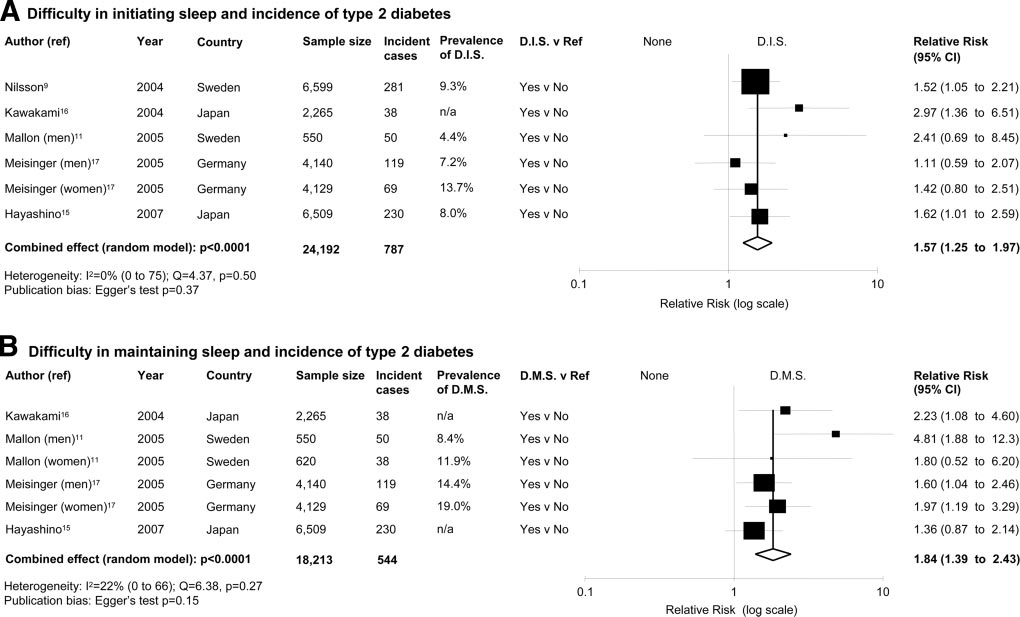 A Difficulty in initiating sleep and incidence of type 2 diabetes
Author (ref) Year Country Sample size Incident cases Prevalence of D.I.S. D.I.S. v Ref None D.I.S. Relative Risk (95% CI)
Nilsson⁹ 2004 Sweden 6,599 281 9.3% Yes v No 1.52 (1.05 to 2.21)
Kawakami¹⁶ 2004 Japan 2,265 38 n/a Yes v No 2.97 (1.36 to 6.51)
Mallon (men)¹¹ 2005 Sweden 550 50 4.4% Yes v No 2.41 (0.69 to 8.45)
Meisinger (men)¹⁷ 2005 Germany 4,140 119 7.2% Yes v No 1.11 (0.59 to 2.07)
Meisinger (women)¹⁷ 2005 Germany 4,129 69 13.7% Yes v No 1.42 (0.80 to 2.51)
Hayashino¹⁵ 2007 Japan 6,509 230 8.0% Yes v No 1.62 (1.01 to 2.59)
Combined effect (random model): p<0.0001 24,192 787 1.57 (1.25 to 1.97)
Heterogeneity: I²=0% (0 to 75); Q=4.37, p=0.50
Publication bias: Egger's test p=0.37
0.1 1 10
Relative Risk (log scale)
B Difficulty in maintaining sleep and incidence of type 2 diabetes
Author (ref) Year Country Sample size Incident cases Prevalence of D.M.S. D.M.S. v Ref None D.M.S. Relative Risk (95% CI)
Kawakami¹⁶ 2004 Japan 2,265 38 n/a Yes v No 2.23 (1.08 to 4.60)
Mallon (men)¹¹ 2005 Sweden 550 50 8.4% Yes v No 4.81 (1.88 to 12.3)
Mallon (women)¹¹ 2005 Sweden 620 38 11.9% Yes v No 1.80 (0.52 to 6.20)
Meisinger (men)¹⁷ 2005 Germany 4,140 119 14.4% Yes v No 1.60 (1.04 to 2.46)
Meisinger (women)¹⁷ 2005 Germany 4,129 69 19.0% Yes v No 1.97 (1.19 to 3.29)
Hayashino¹⁵ 2007 Japan 6,509 230 n/a Yes v No 1.36 (0.87 to 2.14)
Combined effect (random model): p<0.0001 18,213 544 1.84 (1.39 to 2.43)
Heterogeneity: I²=22% (0 to 66); Q=6.38, p=0.27
Publication bias: Egger's test p=0.15
0.1 1 10
Relative Risk (log scale)